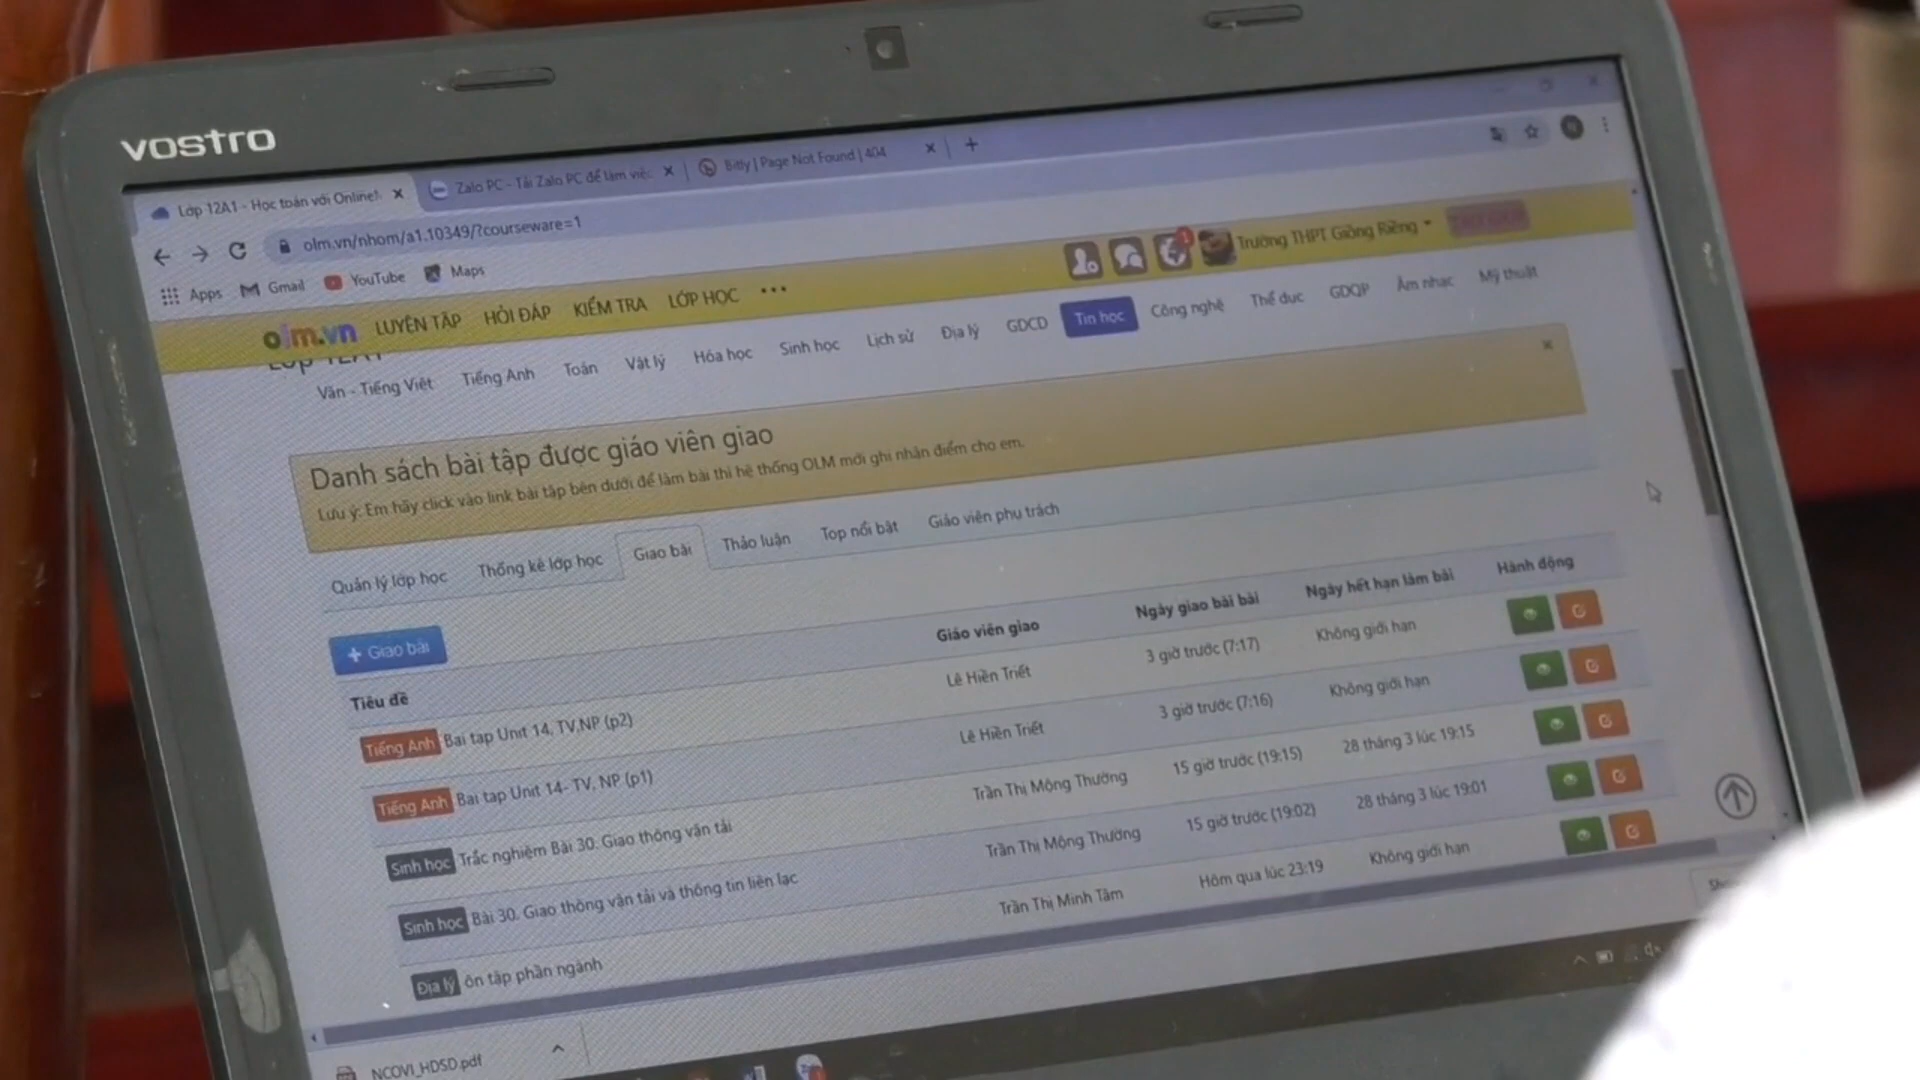 vostro
Lớp 12A1 - Học toán với Online
Zalo PC - Tải Zalo PC để làm việc
Bitly | Page Not Found | 404
olm.vn/nhom/a1.10349/?courseware=1
Apps
Gmail
YouTube
Maps
olm.vn
LUYỆN TẬP
HỎI ĐÁP
KIỂM TRA
LỚP HỌC
1
Trường THPT Giồng Riềng
Văn - Tiếng Việt
Tiếng Anh
Toán
Vật lý
Hóa học
Sinh học
Lịch sử
Địa lý
GDCD
Tin học
Công nghệ
Thể dục
GDQP
Âm nhạc
Mỹ thuật
Danh sách bài tập được giáo viên giao
Lưu ý: Em hãy click vào link bài tập bên dưới để làm bài thì hệ thống OLM mới ghi nhận điểm cho em.
Quản lý lớp học
Thống kê lớp học
Giao bài
Thảo luận
Top nổi bật
Giáo viên phụ trách
+ Giao bài
Tiêu đề
Giáo viên giao
Ngày giao bài bài
Ngày hết hạn làm bài
Hành động
Tiếng Anh Bai tap Unit 14, TV,NP (p2)
Lê Hiền Triết
3 giờ trước (7:17)
Không giới hạn
Tiếng Anh Bai tap Unit 14- TV, NP (p1)
Lê Hiền Triết
3 giờ trước (7:16)
Không giới hạn
Sinh học Trắc nghiệm Bài 30. Giao thông vận tải
Trần Thị Mộng Thường
15 giờ trước (19:15)
28 tháng 3 lúc 19:15
Sinh học Bài 30. Giao thông vận tải và thông tin liên lạc
Trần Thị Mộng Thường
15 giờ trước (19:02)
28 tháng 3 lúc 19:01
Địa lý ôn tập phần ngành
Trần Thị Minh Tâm
Hôm qua lúc 23:19
Không giới hạn
NCOVI_HDSD.pdf